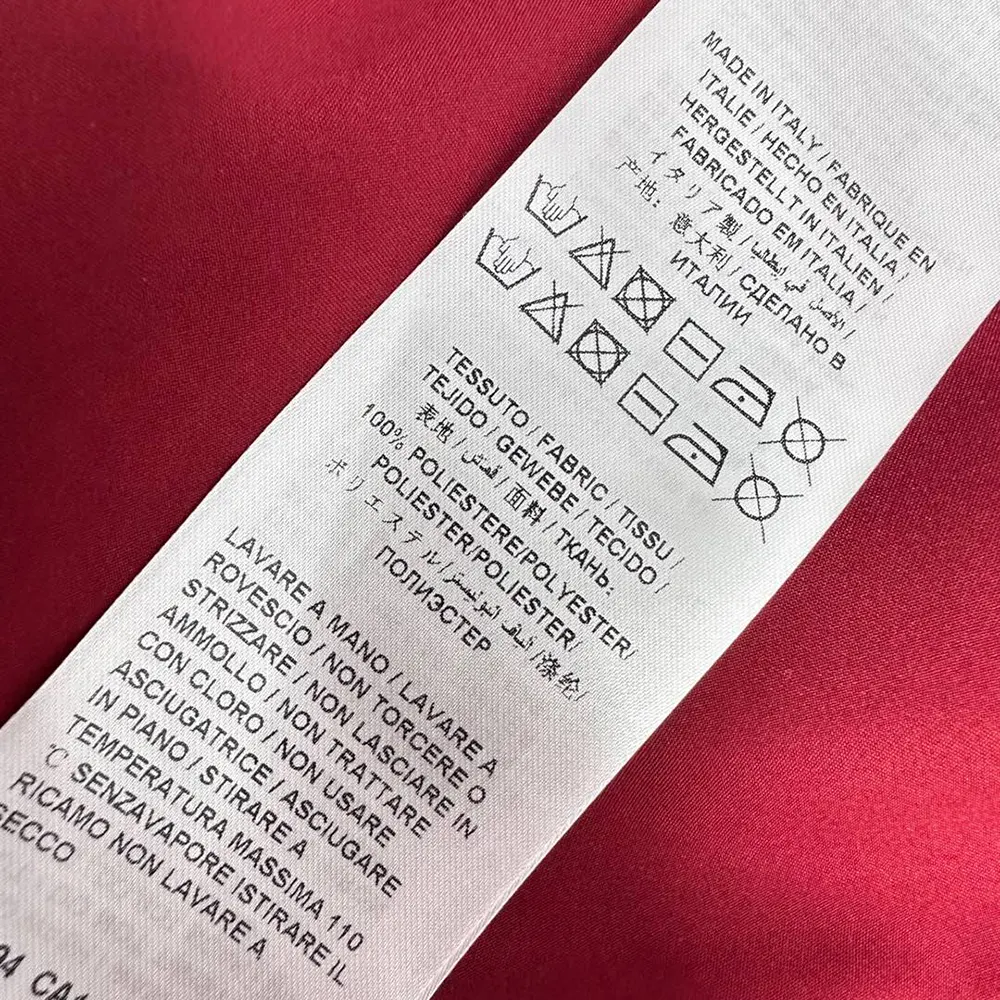 MADE IN ITALY / FABRIQUE EN
ITALIE / HECHO EN ITALIA /
HERGESTELLT IN ITALIEN /
FABRICADO EM ITALIA /
イタリア製 / الأصل في إيطاليا /
产地：意大利 / СДЕЛАНО В
ИТАЛИИ
TESSUTO / FABRIC / TISSU /
TEJIDO / GEWEBE / TECIDO /
表地 / قماش / 面料 / ТКАНЬ:
100% POLIESTERE/POLYESTER/
POLIESTER/POLIESTER/
ポリエステル / / 涤纶/
ПОЛИЭСТЕР
LAVARE A MANO / LAVARE A
ROVESCIO / NON TORCERE O
STRIZZARE / NON LASCIARE IN
AMMOLLO / NON TRATTARE
CON CLORO / NON USARE
ASCIUGATRICE / ASCIUGARE
IN PIANO / STIRARE A
TEMPERATURA MASSIMA 110
℃ SENZAVAPORE ISTIRARE IL
RICAMO NON LAVARE A
SECCO
04 CA